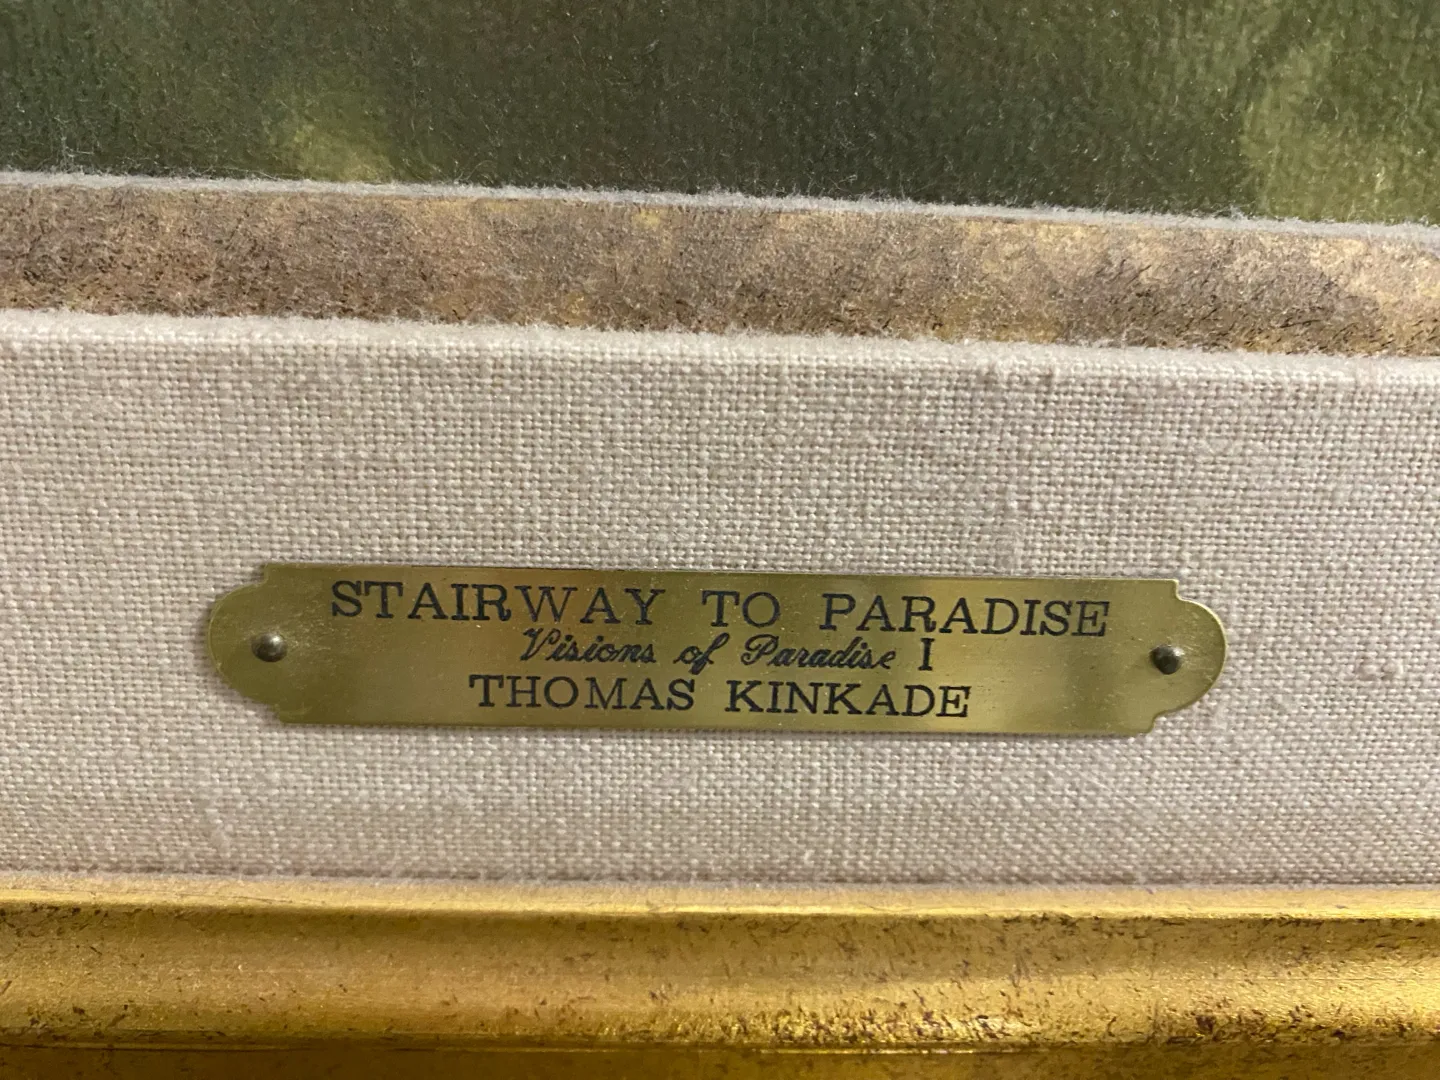 STAIRWAY TO PARADISE
Visions of Paradise I
THOMAS KINKADE